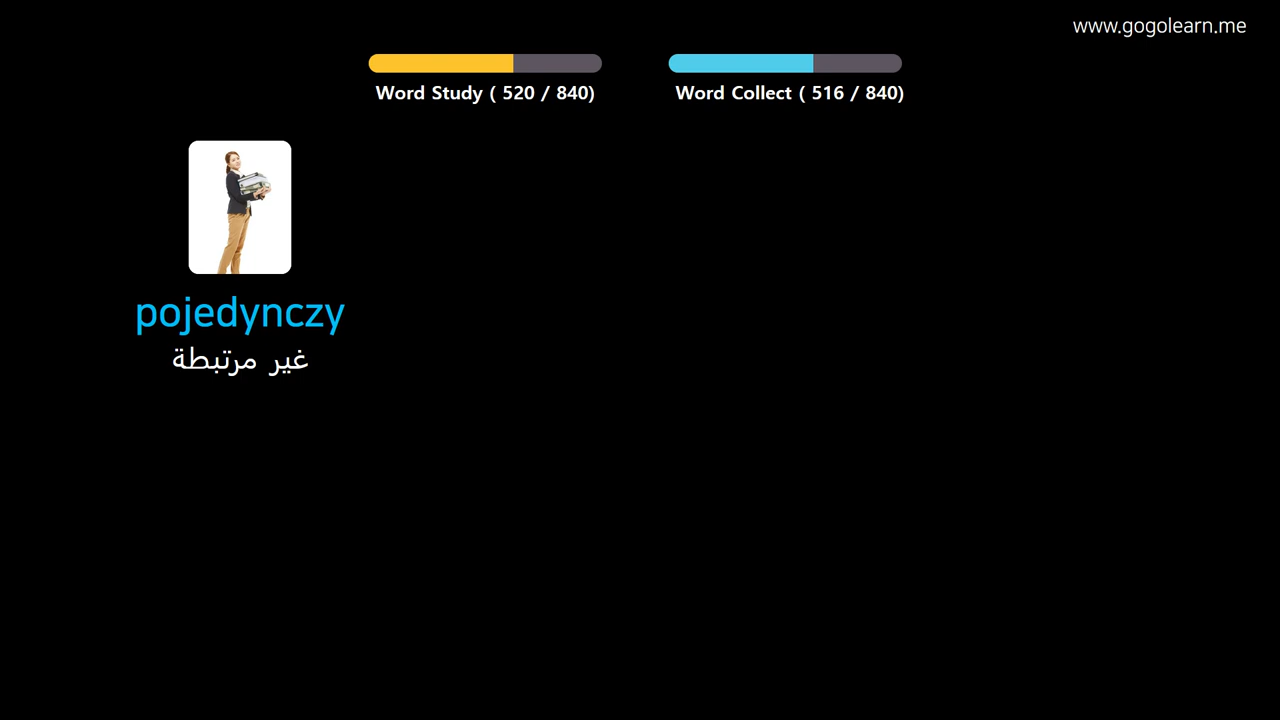 www.gogolearn.me
Word Study ( 520 / 840)
Word Collect ( 516 / 840)
pojedynczy
غير مرتبطة